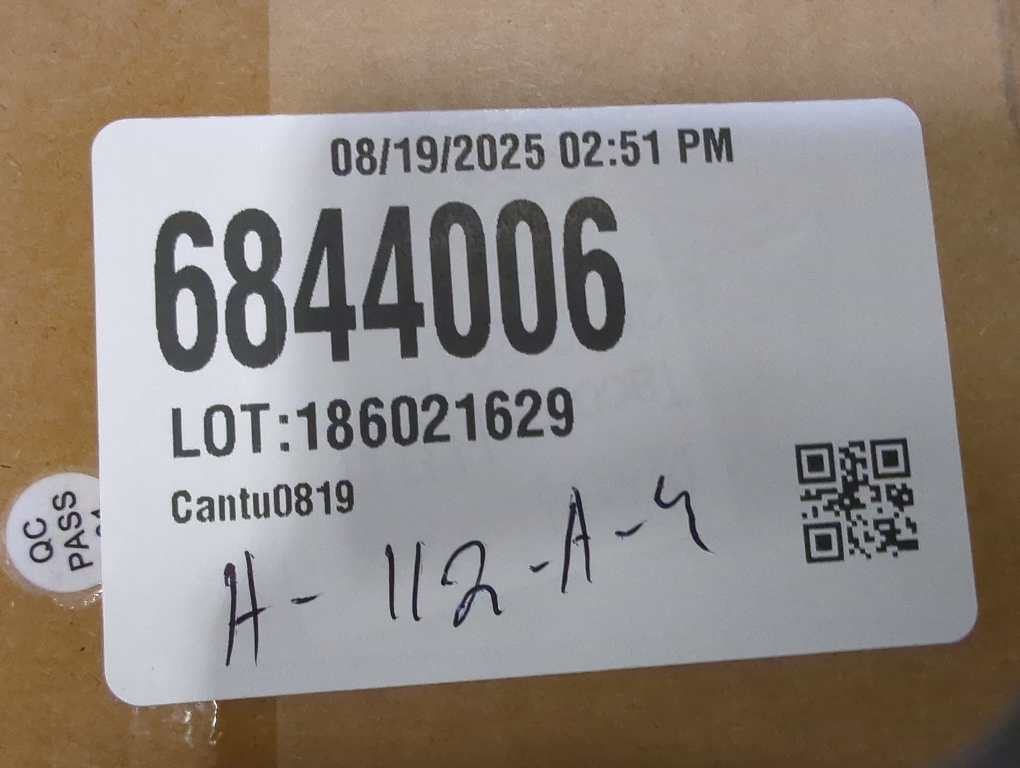 08/19/2025 02:51 PM
6844006
LOT:186021629
Cantu0819
H- 112-A-4
QC
PASS